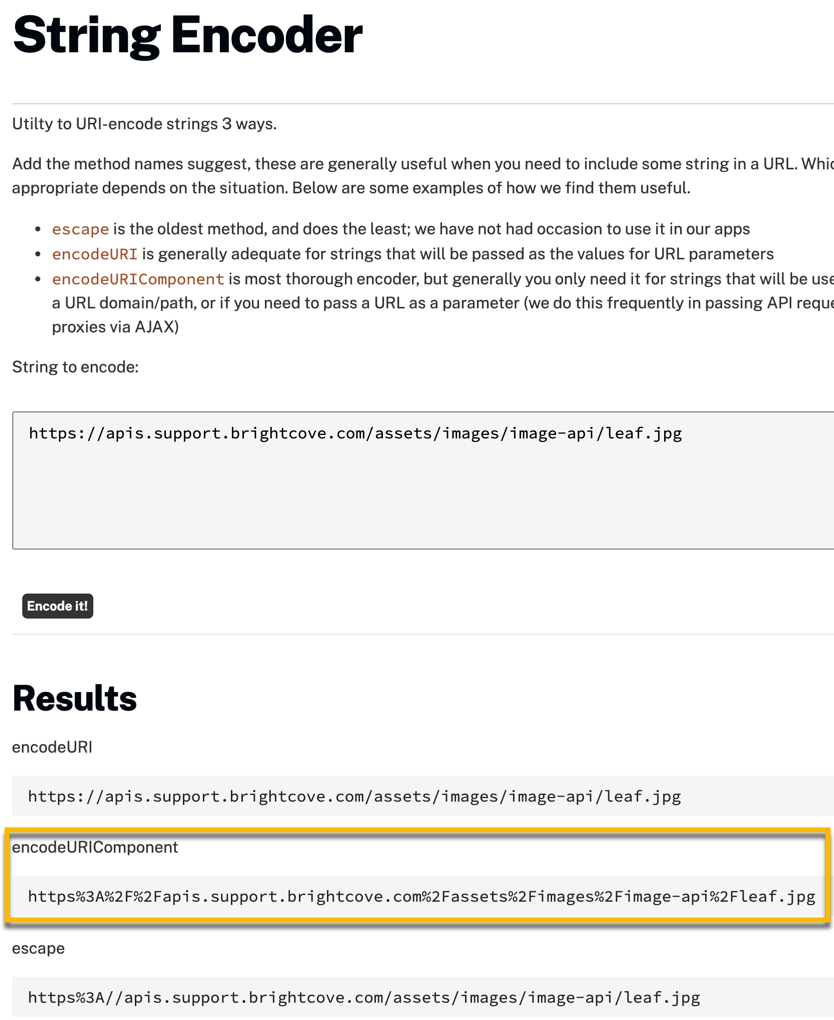 String Encoder
Utilty to URI-encode strings 3 ways.
Add the method names suggest, these are generally useful when you need to include some string in a URL.
appropriate depends on the situation. Below are some examples of how we find them useful.
• escape is the oldest method, and does the least; we have not had occasion to use it in our apps
• encodeURI is generally adequate for strings that will be passed as the values for URL parameters
• encodeURIComponent is most thorough encoder, but generally you only need it for strings that will be
a URL domain/path, or if you need to pass a URL as a parameter (we do this frequently in passing API
proxies via AJAX)
String to encode:
https://apis.support.brightcove.com/assets/images/image-api/leaf.jpg
Encode it!
Results
encodeURI
https://apis.support.brightcove.com/assets/images/image-api/leaf.jpg
encodeURIComponent
https%3A%2F%2Fapis.support.brightcove.com%2Fassets%2Fimages%2Fimage-api%2Fleaf.jpg
escape
https%3A//apis.support.brightcove.com/assets/images/image-api/leaf.jpg